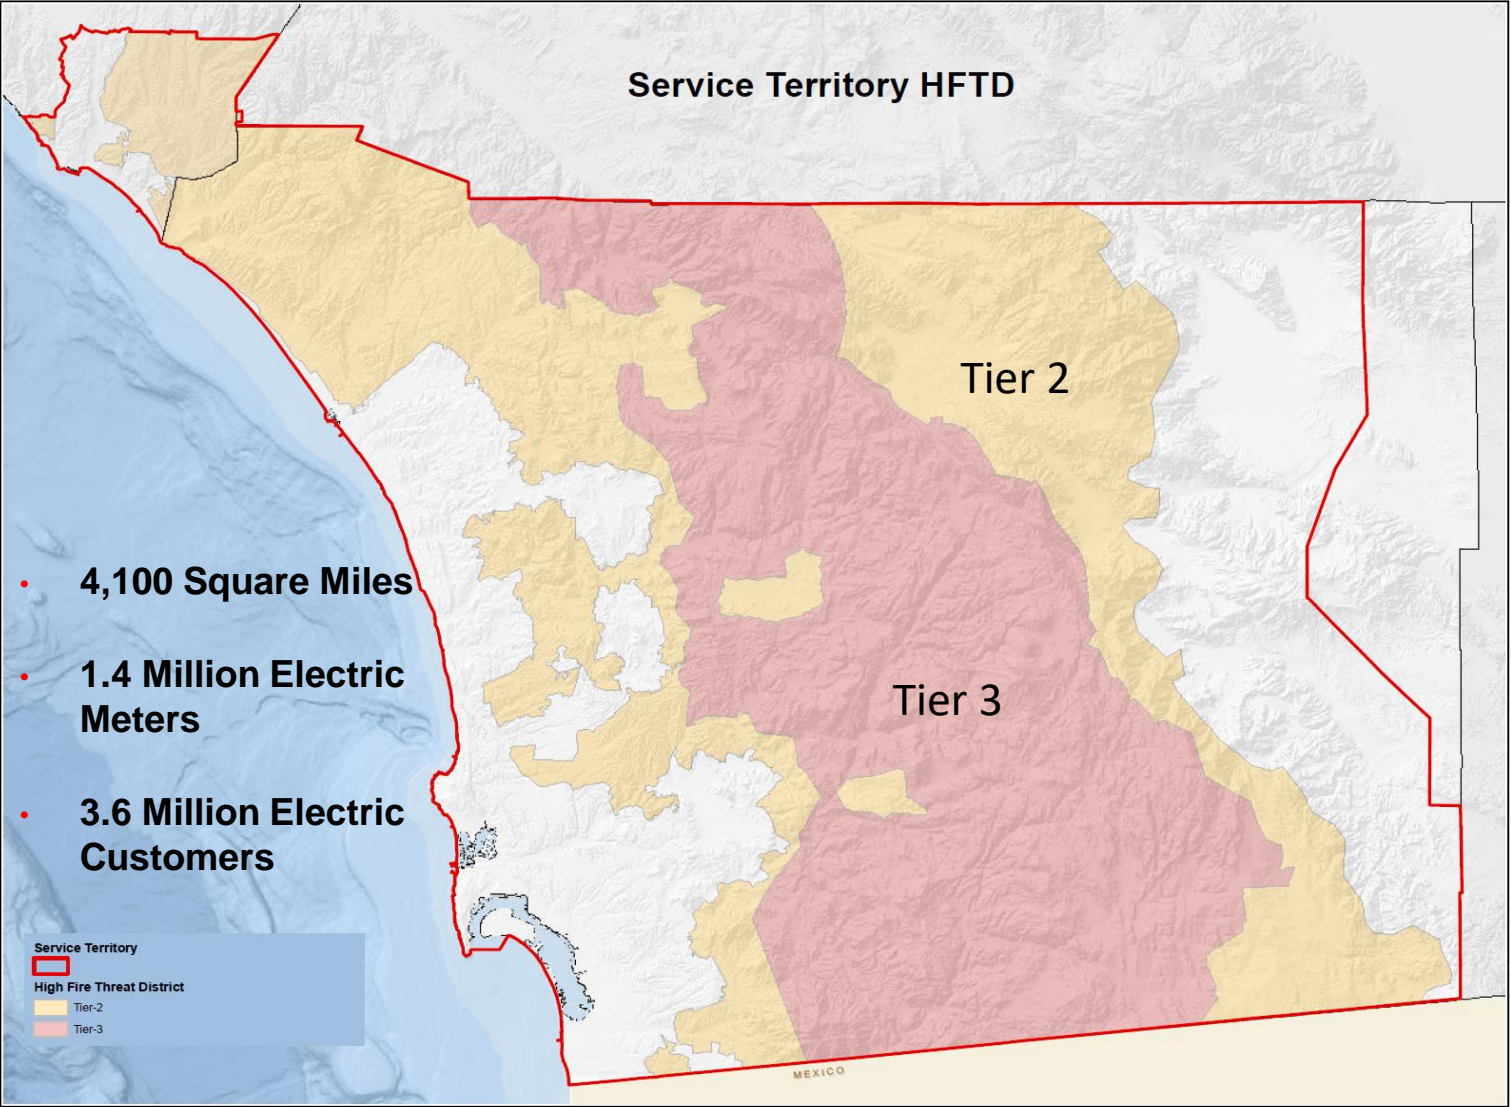 Service Territory HFTD
Tier 2
Tier 3
• 4,100 Square Miles
• 1.4 Million Electric
Meters
• 3.6 Million Electric
Customers
Service Territory
High Fire Threat District
Tier-2
Tier-3
MEXICO